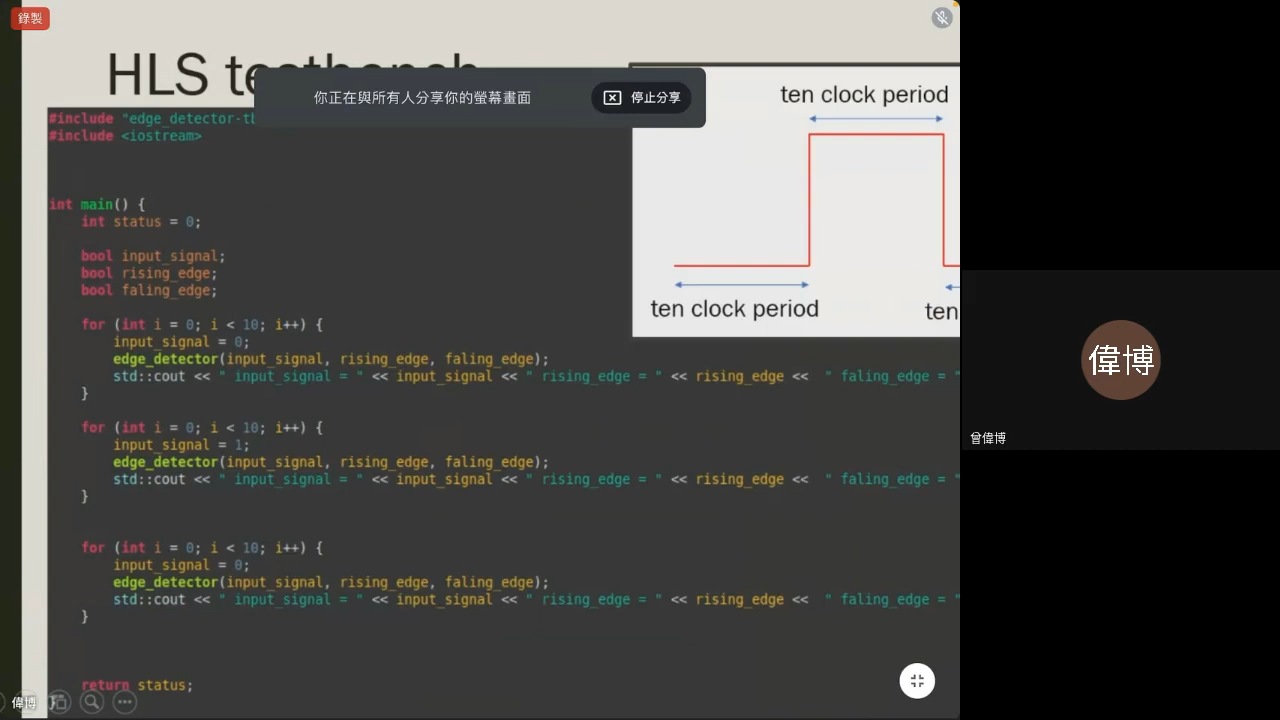 錄製
HLS testbench
你正在與所有人分享你的螢幕畫面
停止分享
ten clock period
ten clock period
ten
#include "edge_detector-tb
#include <iostream>
int main() {
int status = 0;
bool input_signal;
bool rising_edge;
bool faling_edge;
for (int i = 0; i < 10; i++) {
input_signal = 0;
edge_detector(input_signal, rising_edge, faling_edge);
std::cout << " input_signal = " << input_signal << " rising_edge = " << rising_edge << " faling_edge = "
}
for (int i = 0; i < 10; i++) {
input_signal = 1;
edge_detector(input_signal, rising_edge, faling_edge);
std::cout << " input_signal = " << input_signal << " rising_edge = " << rising_edge << " faling_edge = "
}
for (int i = 0; i < 10; i++) {
input_signal = 0;
edge_detector(input_signal, rising_edge, faling_edge);
std::cout << " input_signal = " << input_signal << " rising_edge = " << rising_edge << " faling_edge = "
}
return status;
偉博
偉博
曾偉博